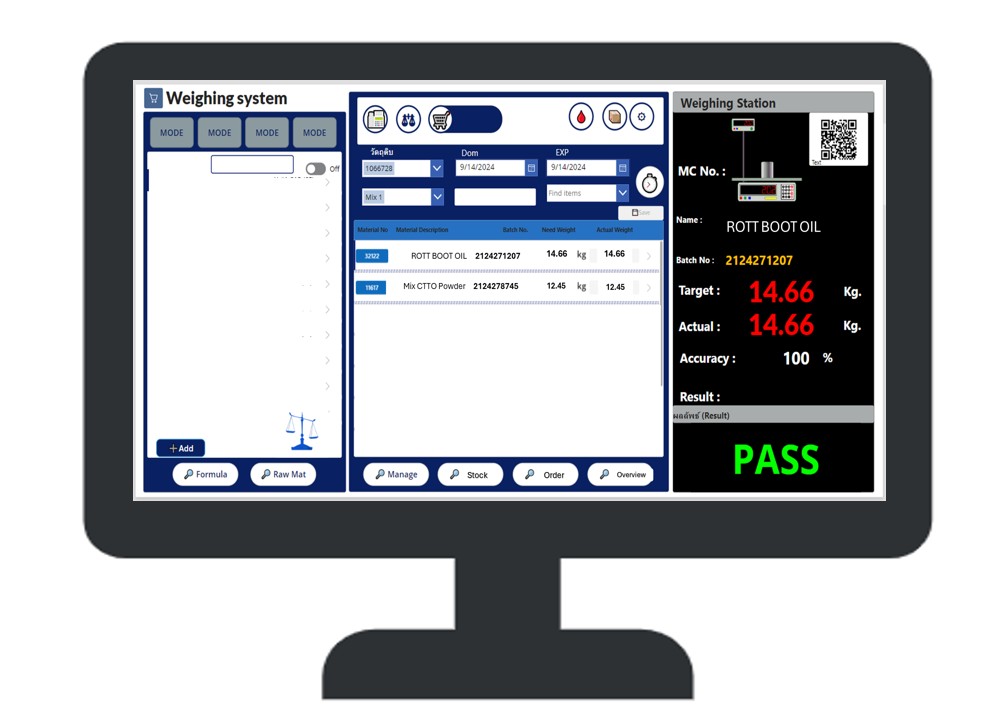 Weighing system
MODE MODE MODE MODE
Off
+ Add
Formula Raw Mat
วัตถุดิบ Dom EXP
1066728 9/14/2024 9/14/2024
Mix 1 Find items
Save
Material No Material Description Batch No. Need Weight Actual Weight
32122 ROTT BOOT OIL 2124271207 14.66 kg 14.66
11617 Mix CTTO Powder 2124278745 12.45 kg 12.45
Manage Stock Order Overview
Weighing Station
Text
MC No. :
Name : ROTT BOOT OIL
Batch No : 2124271207
Target : 14.66 Kg.
Actual : 14.66 Kg.
Accuracy : 100 %
Result :
ผลลัพธ์ (Result)
PASS